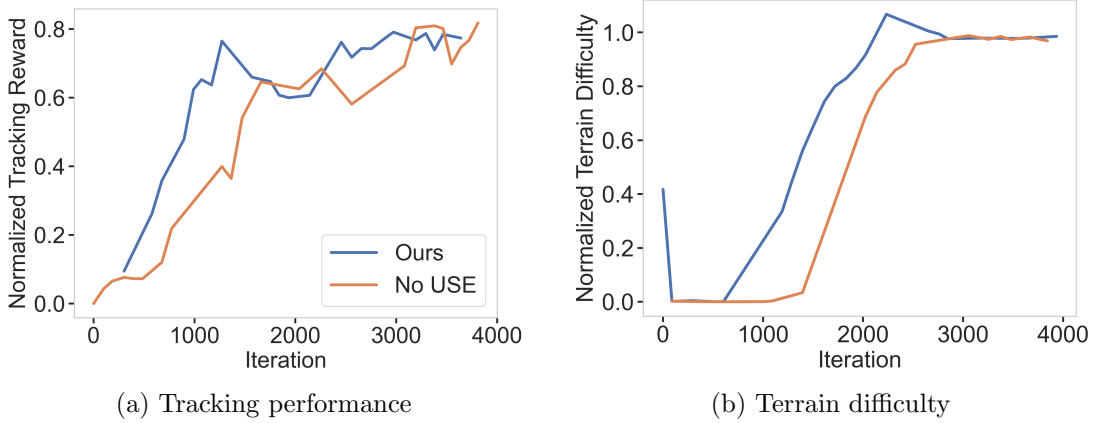 Normalized Tracking Reward
0.8
0.6
0.4
0.2
0.0
Ours
No USE
0 1000 2000 3000 4000
Iteration
(a) Tracking performance
Normalized Terrain Difficulty
1.0
0.8
0.6
0.4
0.2
0.0
0 1000 2000 3000 4000
Iteration
(b) Terrain difficulty